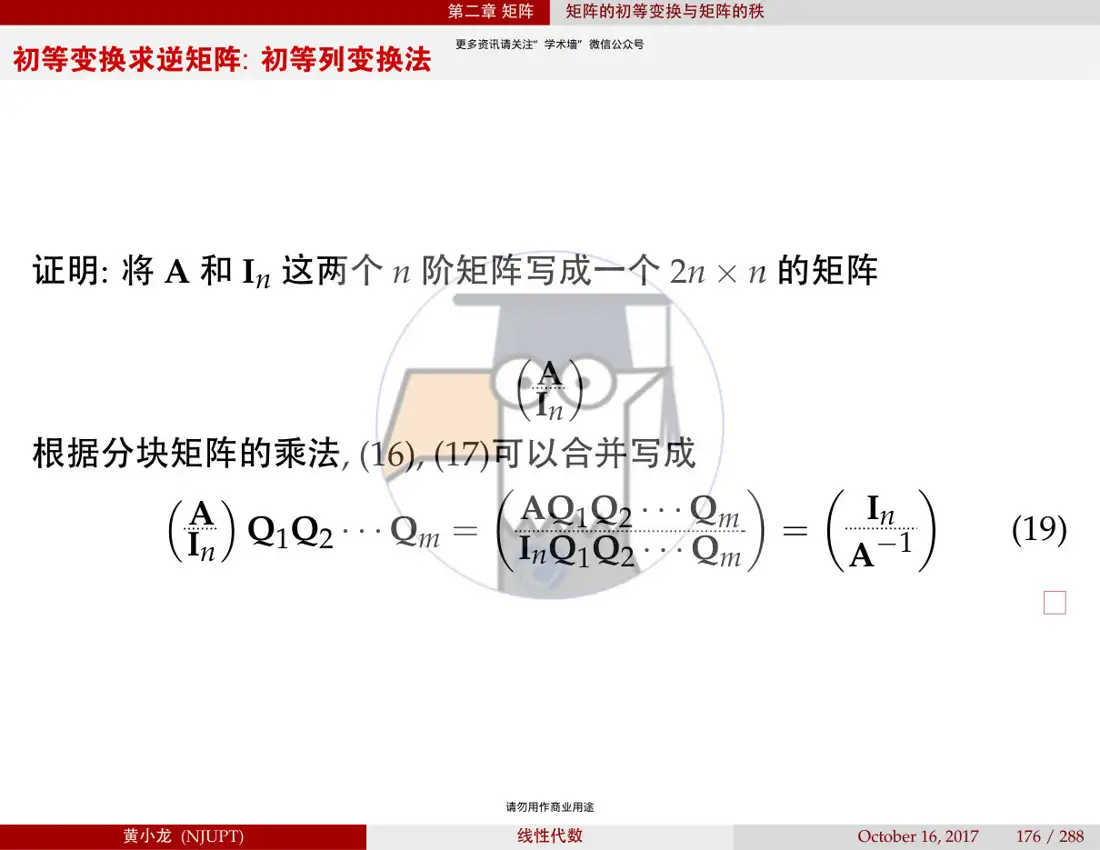 第二章 矩阵 矩阵的初等变换与矩阵的秩
更多资讯请关注“学术墙”微信公众号
初等变换求逆矩阵: 初等列变换法
证明: 将 A 和 Iₙ 这两个 n 阶矩阵写成一个 2n × n 的矩阵
(A / Iₙ)
根据分块矩阵的乘法, (16), (17)可以合并写成
(A / Iₙ) Q₁Q₂ ··· Qₘ = (AQ₁Q₂ ··· Qₘ / IₙQ₁Q₂ ··· Qₘ) = (Iₙ / A⁻¹) (19)
请勿用作商业用途
黄小龙 (NJUPT) 线性代数 October 16, 2017 176 / 288